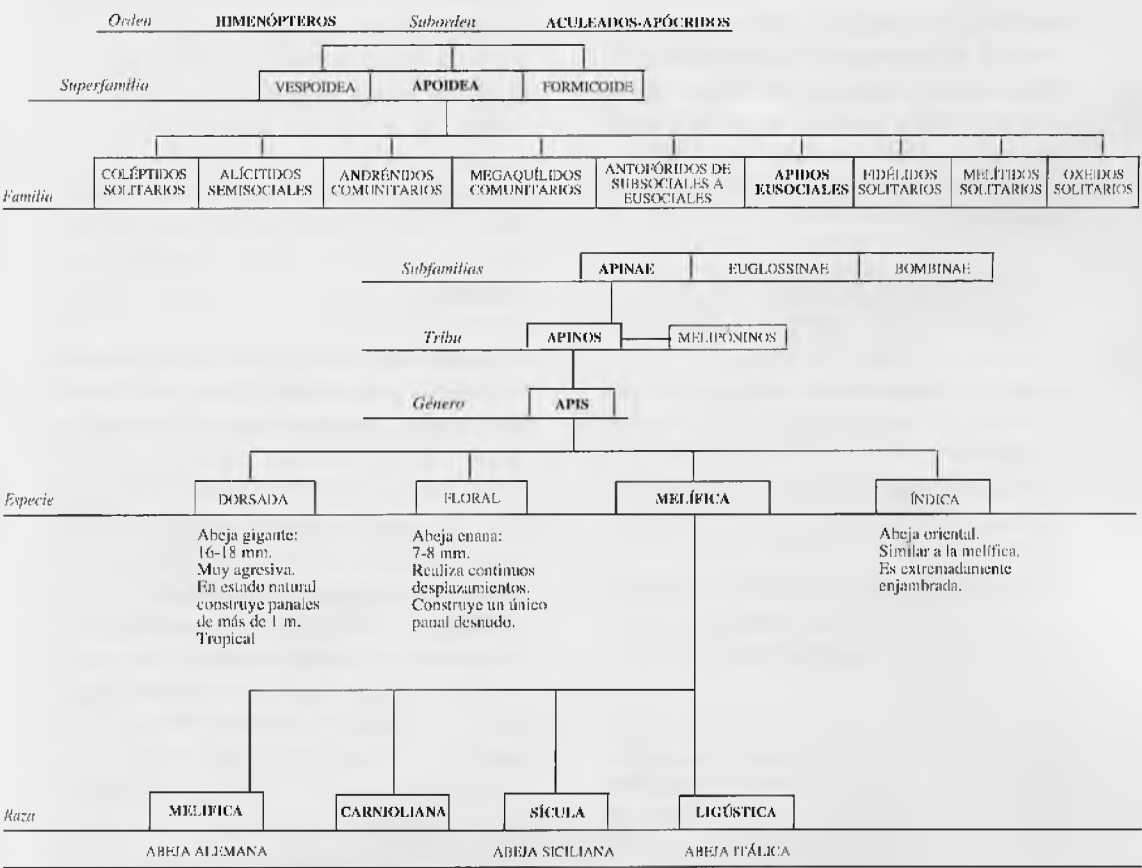 Orden HIMENÓPTEROS Suborden ACULEADOS-APÓCRIDOS
Superfamilia VESPOIDEA APOIDEA FORMICOIDE
COLÉPTIDOS SOLITARIOS
ALÍCITIDOS SEMISOCIALES
ANDRÉNIDOS COMUNITARIOS
MEGAQUÍLIDOS COMUNITARIOS
ANTOFÓRIDOS DE SUBSOCIALES A EUSOCIALES
APIDOS EUSOCIALES
FIDÉLIDOS SOLITARIOS
MELÍTIDOS SOLITARIOS
OXEIDOS SOLITARIOS
Familia
Subfamilias APINAE EUGLOSSINAE BOMBINAE
Tribu APINOS MELIPÓNINOS
Género APIS
Especie DORSADA FLORAL MELÍFICA ÍNDICA
Abeja gigante:
16-18 mm.
Muy agresiva.
En estado natural
construye panales
de más de 1 m.
Tropical
Abeja enana:
7-8 mm.
Realiza continuos
desplazamientos.
Construye un único
panal desnudo.
Abeja oriental.
Similar a la melífica.
Es extremadamente
enjambrada.
Raza MELIFICA CARNIOLIANA SÍCULA LIGÚSTICA
ABEJA ALEMANA ABEJA SICILIANA ABEJA ITÁLICA